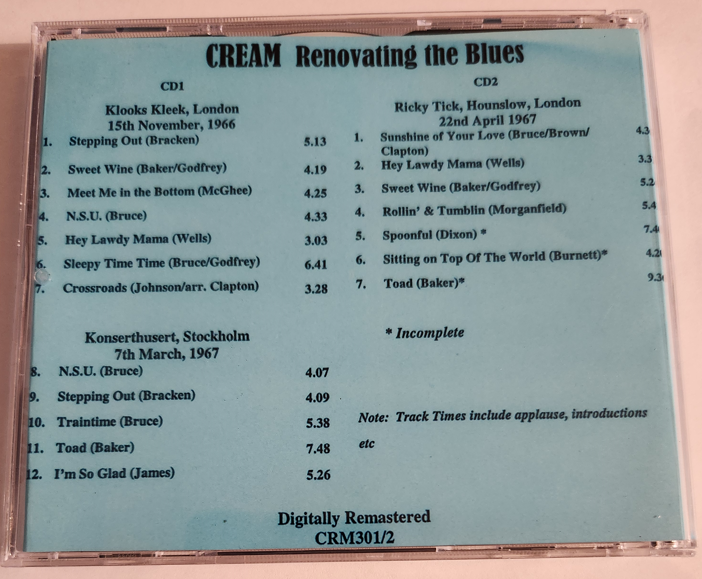 CREAM Renovating the Blues
CD1
Klooks Kleek, London
15th November, 1966
1. Stepping Out (Bracken) 5.13
2. Sweet Wine (Baker/Godfrey) 4.19
3. Meet Me in the Bottom (McGhee) 4.25
4. N.S.U. (Bruce) 4.33
5. Hey Lawdy Mama (Wells) 3.03
6. Sleepy Time Time (Bruce/Godfrey) 6.41
7. Crossroads (Johnson/arr. Clapton) 3.28
Konserthusert, Stockholm
7th March, 1967
8. N.S.U. (Bruce) 4.07
9. Stepping Out (Bracken) 4.09
10. Traintime (Bruce) 5.38
11. Toad (Baker) 7.48
12. I'm So Glad (James) 5.26
CD2
Ricky Tick, Hounslow, London
22nd April 1967
1. Sunshine of Your Love (Bruce/Brown/
Clapton)
2. Hey Lawdy Mama (Wells)
3. Sweet Wine (Baker/Godfrey)
4. Rollin' & Tumblin (Morganfield)
5. Spoonful (Dixon) *
6. Sitting on Top Of The World (Burnett)*
7. Toad (Baker)*
* Incomplete
Note: Track Times include applause, introductions
etc
Digitally Remastered
CRM301/2